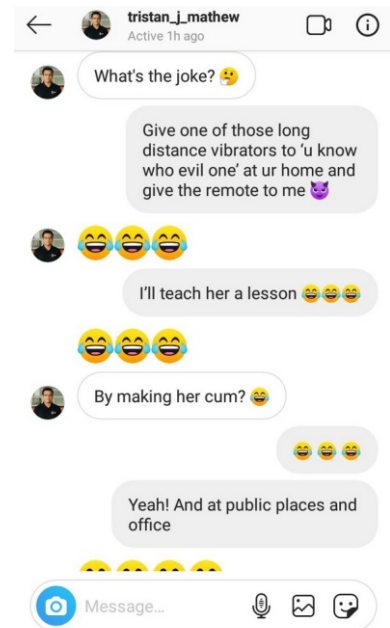 tristan_j_mathew
Active 1h ago
What's the joke? 🤔
Give one of those long
distance vibrators to ‘u know
who evil one’ at ur home and
give the remote to me 😈
😂😂😂
I’ll teach her a lesson 😂😂😂
😂😂😂
By making her cum? 😂
😂 😂 😂
Yeah! And at public places and
office
😂😂😂😂
Message...